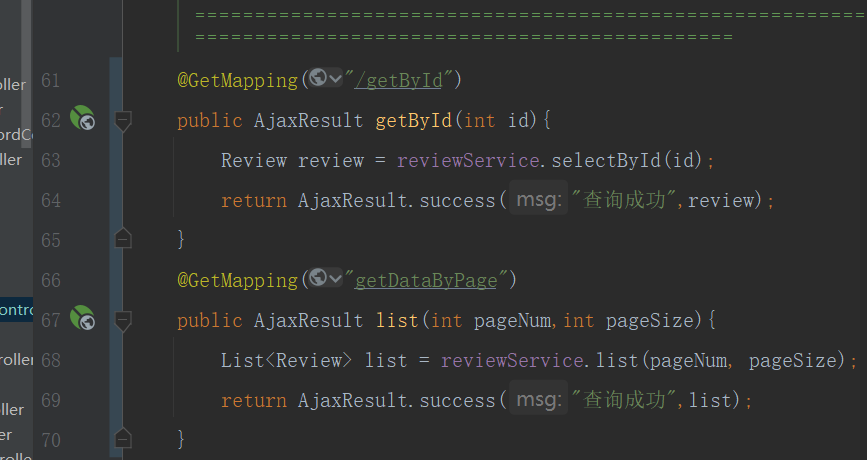 oller
r
ordCo
ller
ontro
roller
ller
er
rolle
61 @GetMapping("/getById")
62 public AjaxResult getById(int id){
63 Review review = reviewService.selectById(id);
64 return AjaxResult.success( msg: "查询成功",review);
65 }
66 @GetMapping("getDataByPage")
67 public AjaxResult list(int pageNum,int pageSize){
68 List<Review> list = reviewService.list(pageNum, pageSize);
69 return AjaxResult.success( msg: "查询成功",list);
70 }